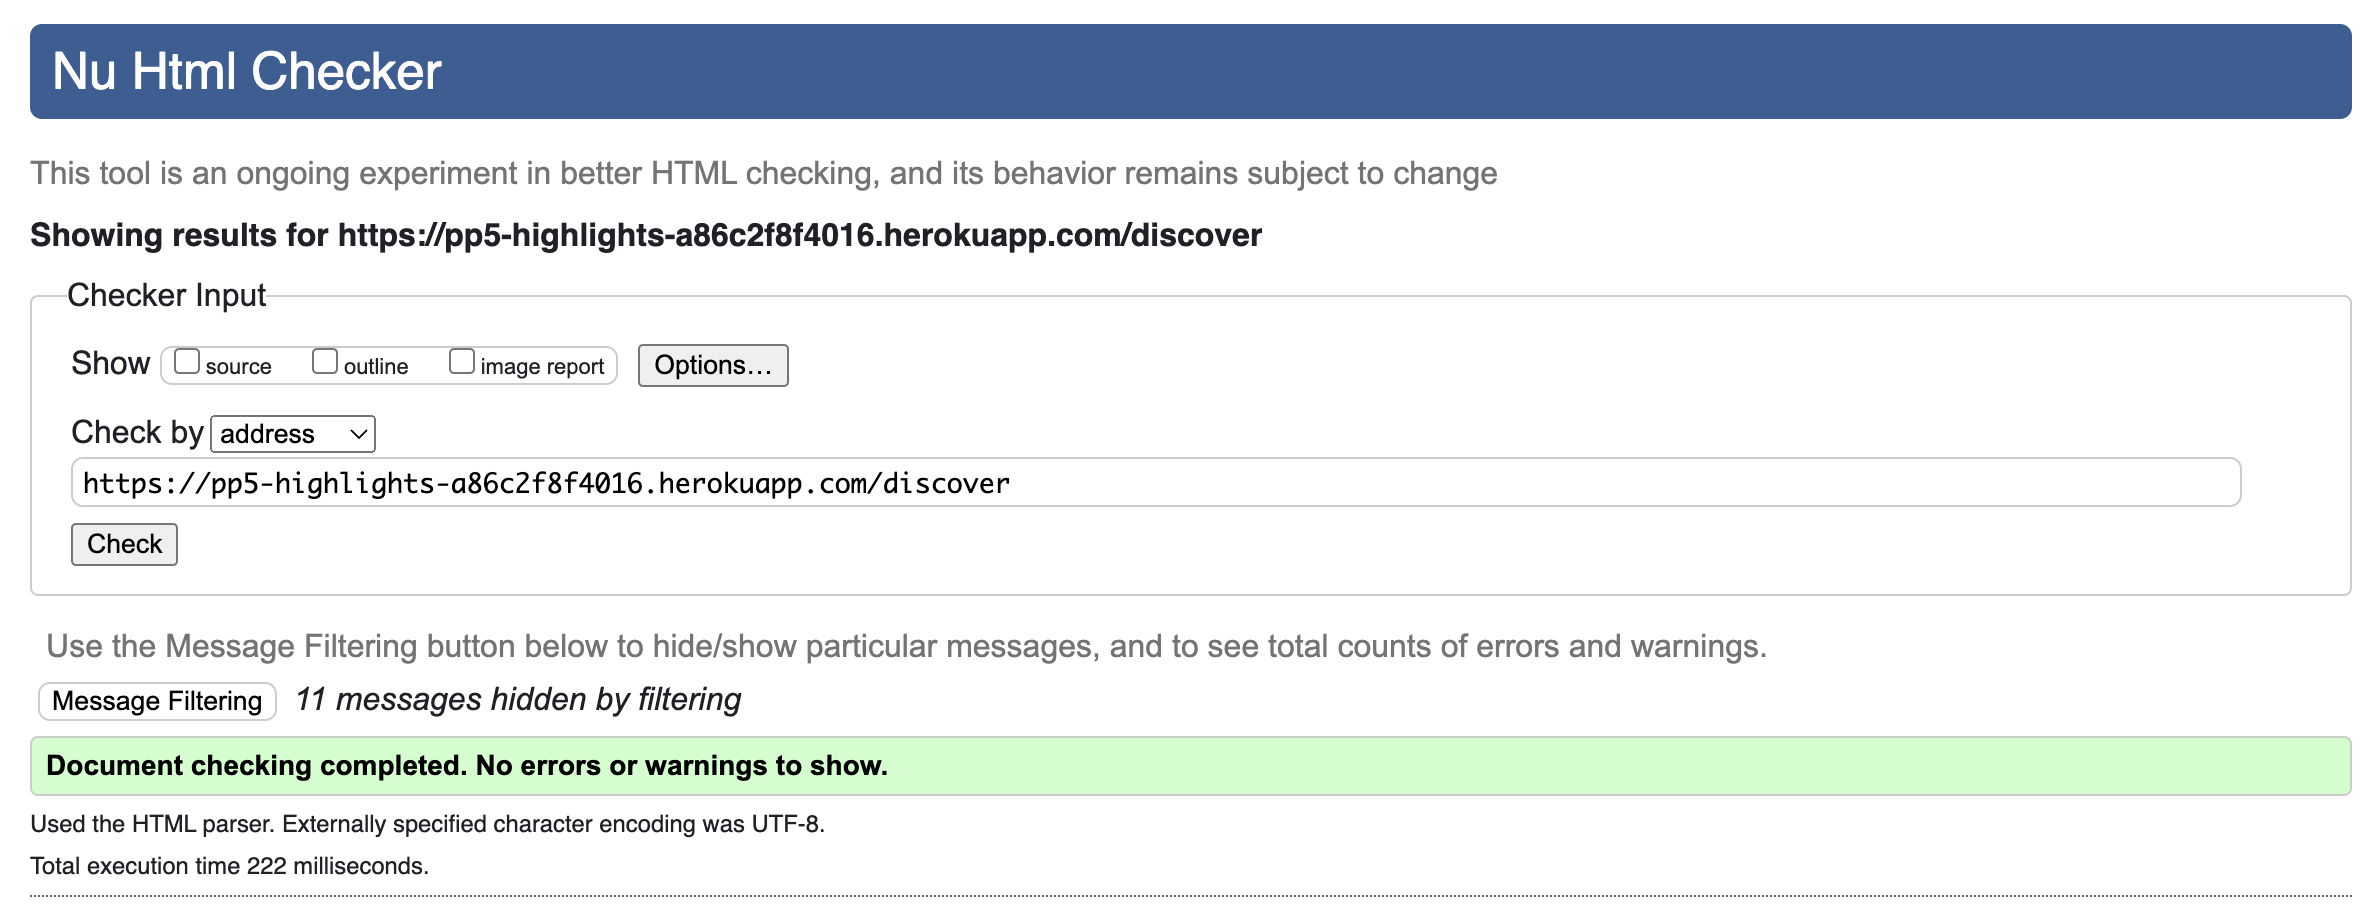 Nu Html Checker
This tool is an ongoing experiment in better HTML checking, and its behavior remains subject to change
Showing results for https://pp5-highlights-a86c2f8f4016.herokuapp.com/discover
Checker Input
Show source outline image report Options…
Check by address
https://pp5-highlights-a86c2f8f4016.herokuapp.com/discover
Check
Use the Message Filtering button below to hide/show particular messages, and to see total counts of errors and warnings.
Message Filtering 11 messages hidden by filtering
Document checking completed. No errors or warnings to show.
Used the HTML parser. Externally specified character encoding was UTF-8.
Total execution time 222 milliseconds.